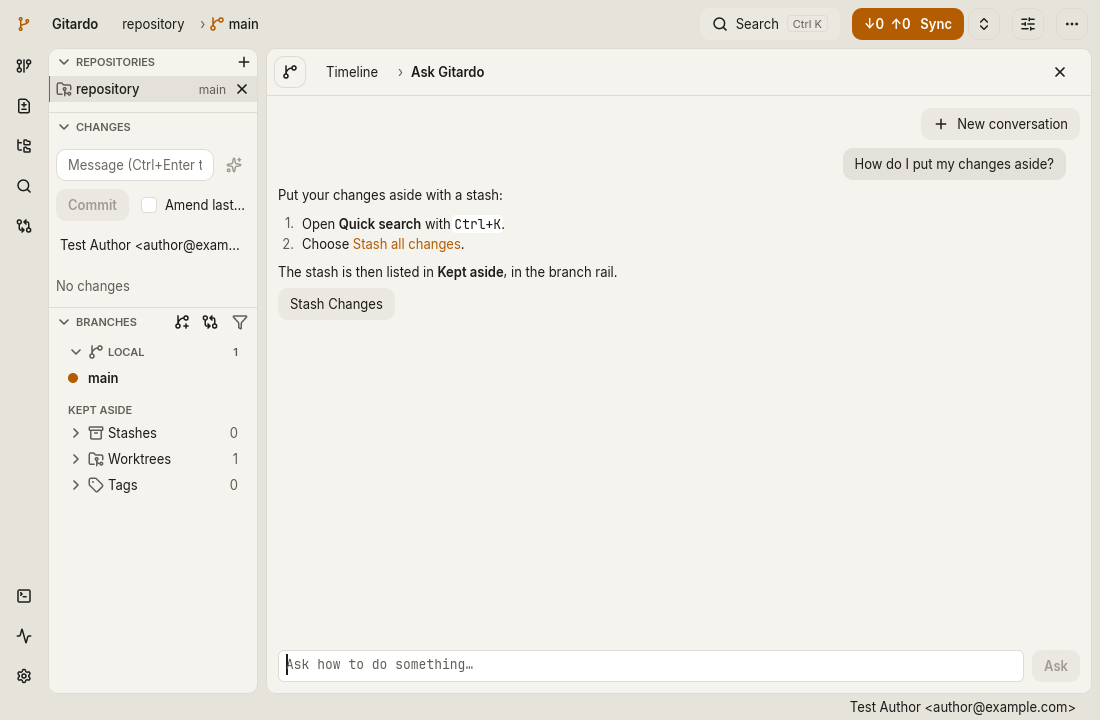 Gitardo
repository
main
Search
Ctrl K
↓0 ↑0 Sync
REPOSITORIES
repository
main
CHANGES
Message (Ctrl+Enter t
Commit
Amend last...
Test Author <author@exam...
No changes
BRANCHES
LOCAL
1
main
KEPT ASIDE
Stashes
0
Worktrees
1
Tags
0
Timeline
Ask Gitardo
New conversation
How do I put my changes aside?
Put your changes aside with a stash:
1. Open Quick search with Ctrl+K.
2. Choose Stash all changes.
The stash is then listed in Kept aside, in the branch rail.
Stash Changes
Ask how to do something…
Ask
Test Author <author@example.com>